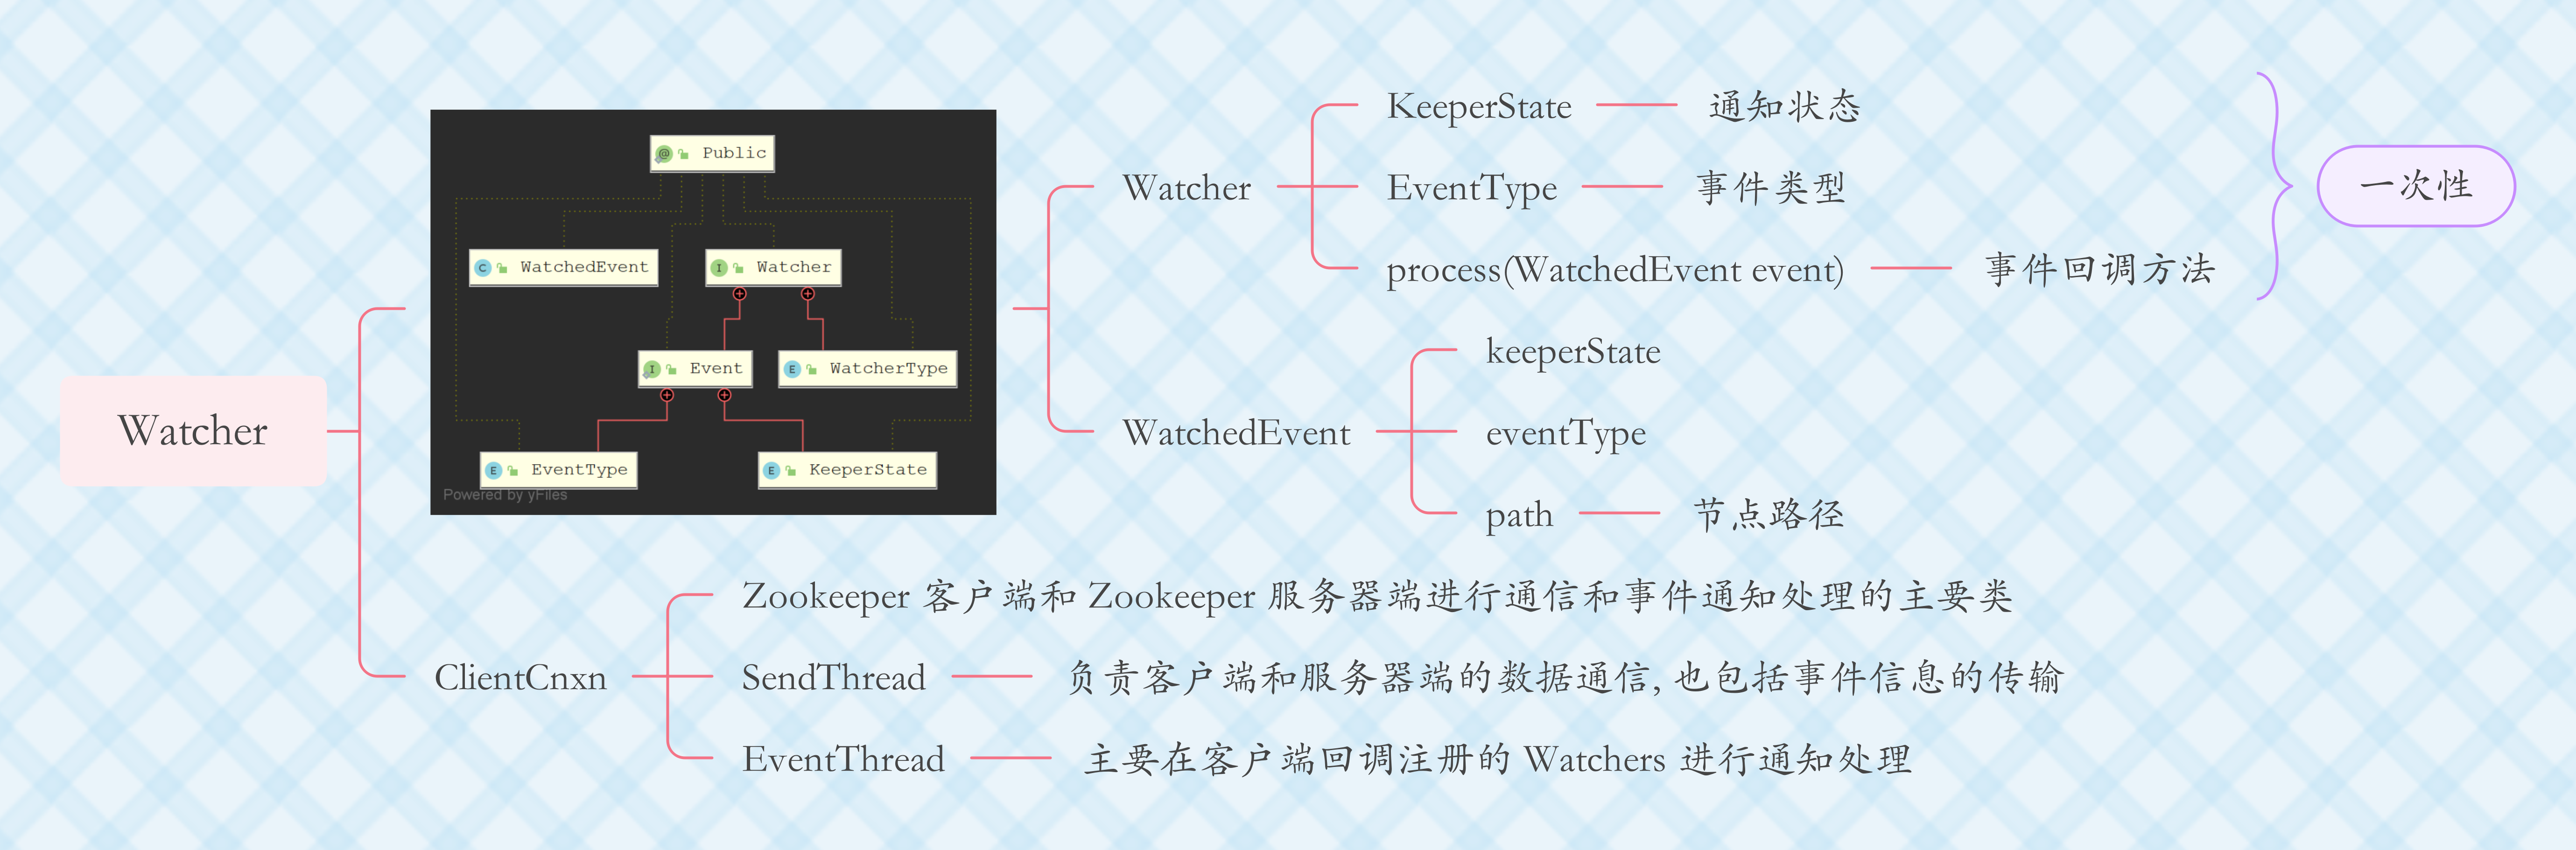 Watcher
Public
WatchedEvent
Watcher
Event
WatcherType
EventType
KeeperState
Powered by yFiles
Watcher
KeeperState
通知状态
EventType
事件类型
process(WatchedEvent event)
事件回调方法
一次性
WatchedEvent
keeperState
eventType
path
节点路径
ClientCnxn
Zookeeper 客户端和 Zookeeper 服务器端进行通信和事件通知处理的主要类
SendThread
负责客户端和服务器端的数据通信, 也包括事件信息的传输
EventThread
主要在客户端回调注册的 Watchers 进行通知处理